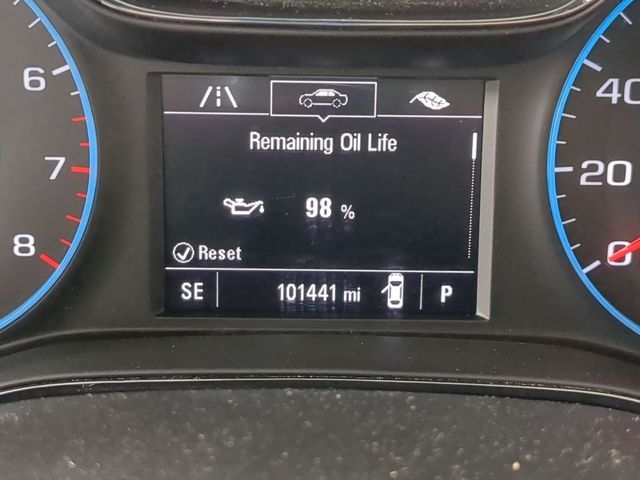 6
7
8
Remaining Oil Life
98 %
Reset
SE
101441 mi
P
40
20
0